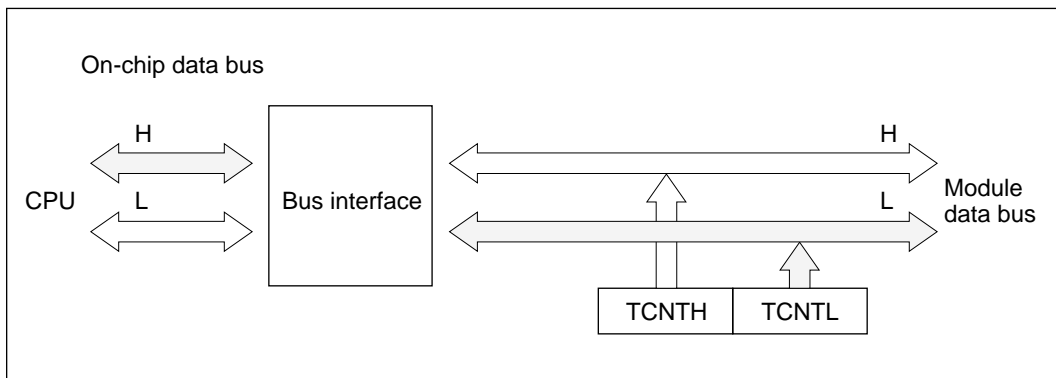 On-chip data bus
H
H
CPU
L
Bus interface
L
Module
data bus
TCNTH
TCNTL